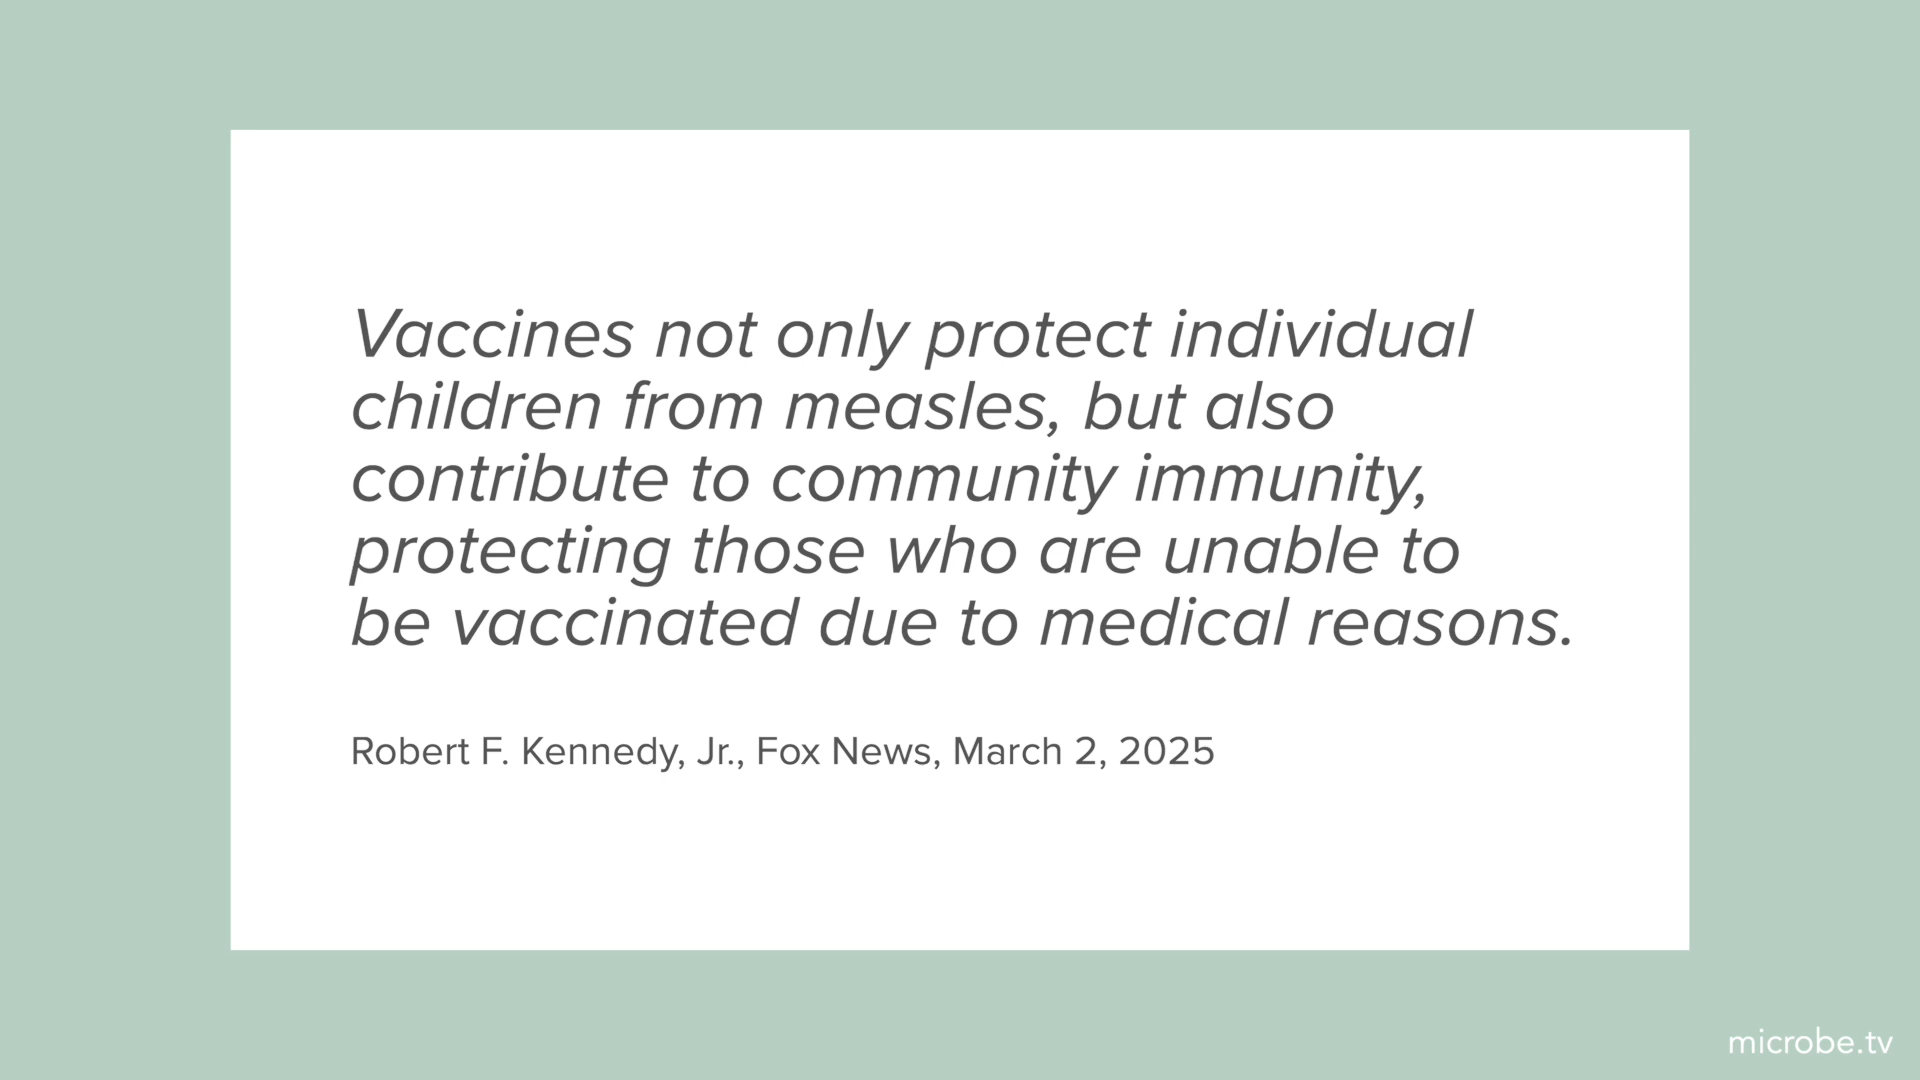 Vaccines not only protect individual
children from measles, but also
contribute to community immunity,
protecting those who are unable to
be vaccinated due to medical reasons.
Robert F. Kennedy, Jr., Fox News, March 2, 2025
microbe.tv